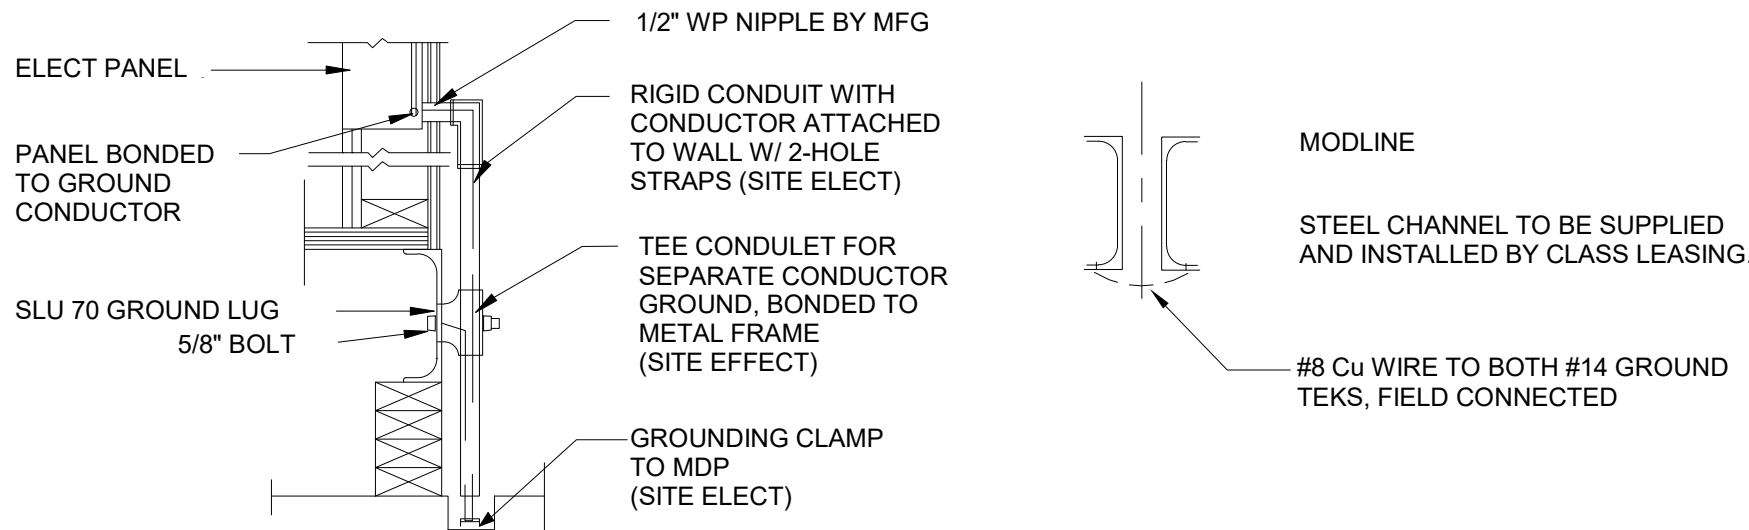 1/2" WP NIPPLE BY MFG
ELECT PANEL
RIGID CONDUIT WITH
CONDUCTOR ATTACHED
TO WALL W/ 2-HOLE
STRAPS (SITE ELECT)
PANEL BONDED
TO GROUND
CONDUCTOR
TEE CONDULET FOR
SEPARATE CONDUCTOR
GROUND, BONDED TO
METAL FRAME
(SITE EFFECT)
SLU 70 GROUND LUG
5/8" BOLT
GROUNDING CLAMP
TO MDP
(SITE ELECT)
MODLINE
STEEL CHANNEL TO BE SUPPLIED
AND INSTALLED BY CLASS LEASING.
#8 Cu WIRE TO BOTH #14 GROUND
TEKS, FIELD CONNECTED